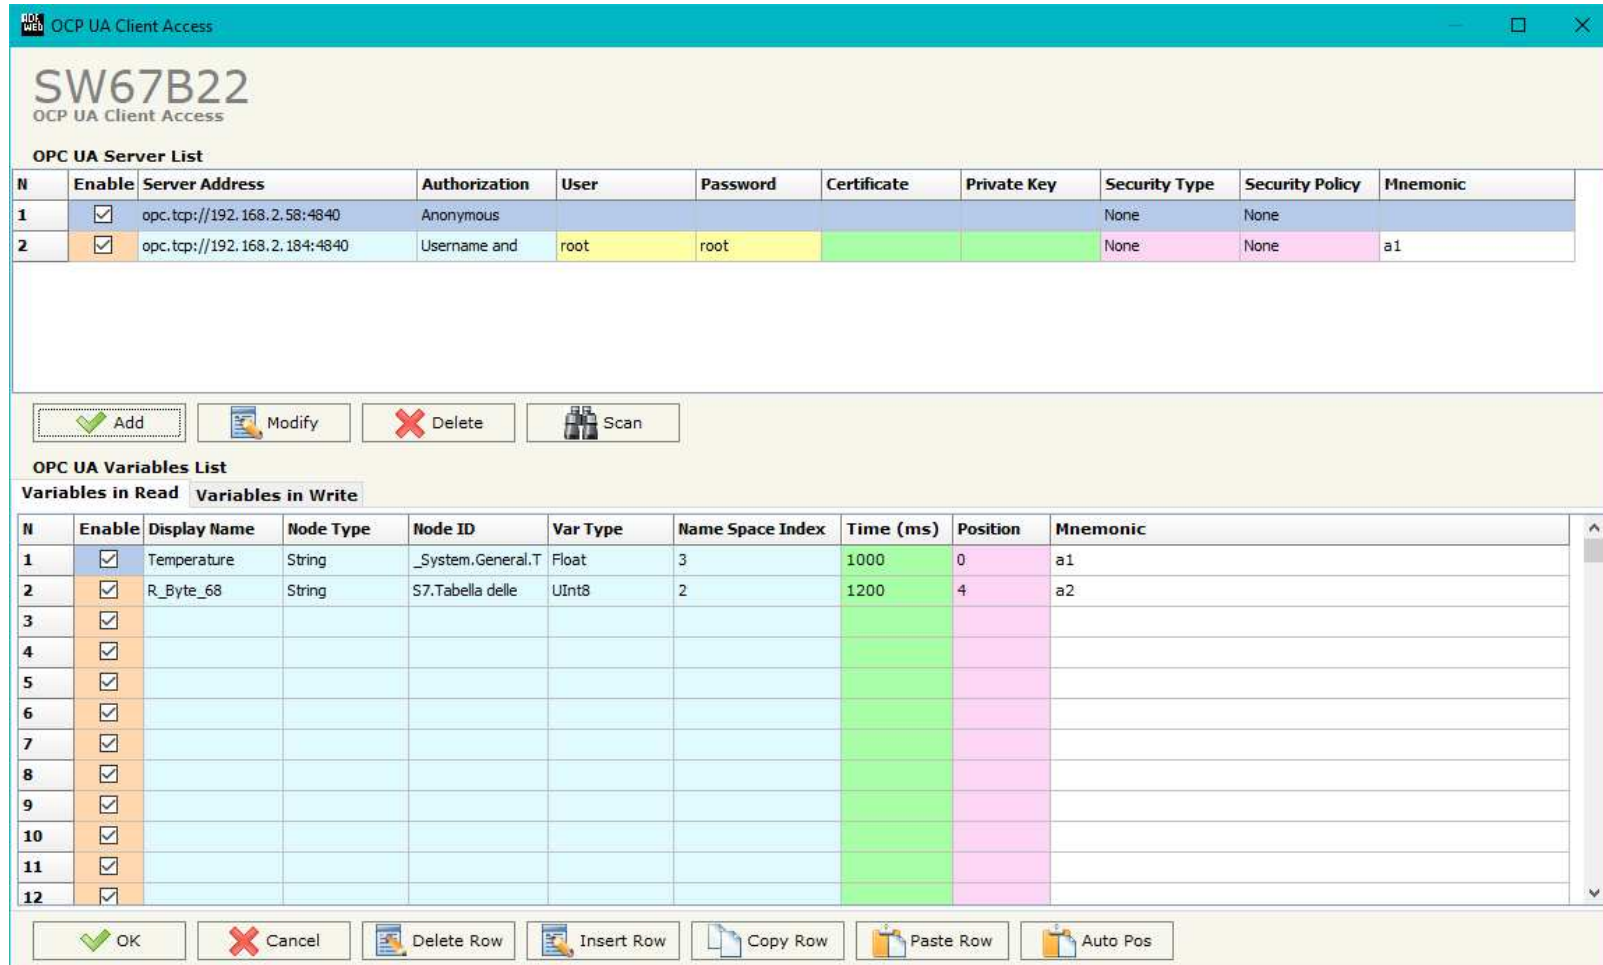 ADF WEB OCP UA Client Access
SW67B22
OCP UA Client Access
OPC UA Server List
N Enable Server Address Authorization User Password Certificate Private Key Security Type Security Policy Mnemonic
1 opc.tcp://192.168.2.58:4840 Anonymous None None
2 opc.tcp://192.168.2.184:4840 Username and root root None None a1
Add Modify Delete Scan
OPC UA Variables List
Variables in Read Variables in Write
N Enable Display Name Node Type Node ID Var Type Name Space Index Time (ms) Position Mnemonic
1 Temperature String _System.General.T Float 3 1000 0 a1
2 R_Byte_68 String S7.Tabella delle UInt8 2 1200 4 a2
3
4
5
6
7
8
9
10
11
12
OK Cancel Delete Row Insert Row Copy Row Paste Row Auto Pos